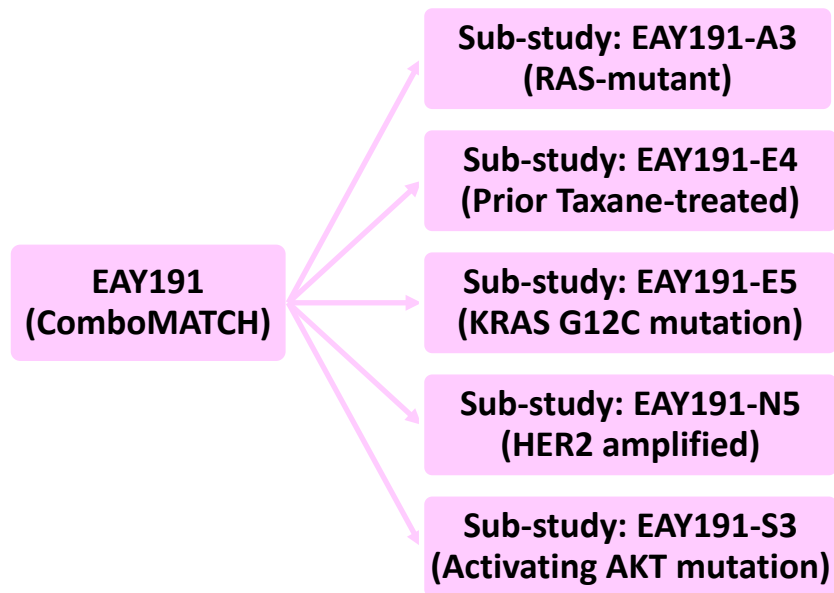 Sub-study: EAY191-A3
(RAS-mutant)
Sub-study: EAY191-E4
(Prior Taxane-treated)
EAY191
(ComboMATCH)
Sub-study: EAY191-E5
(KRAS G12C mutation)
Sub-study: EAY191-N5
(HER2 amplified)
Sub-study: EAY191-S3
(Activating AKT mutation)